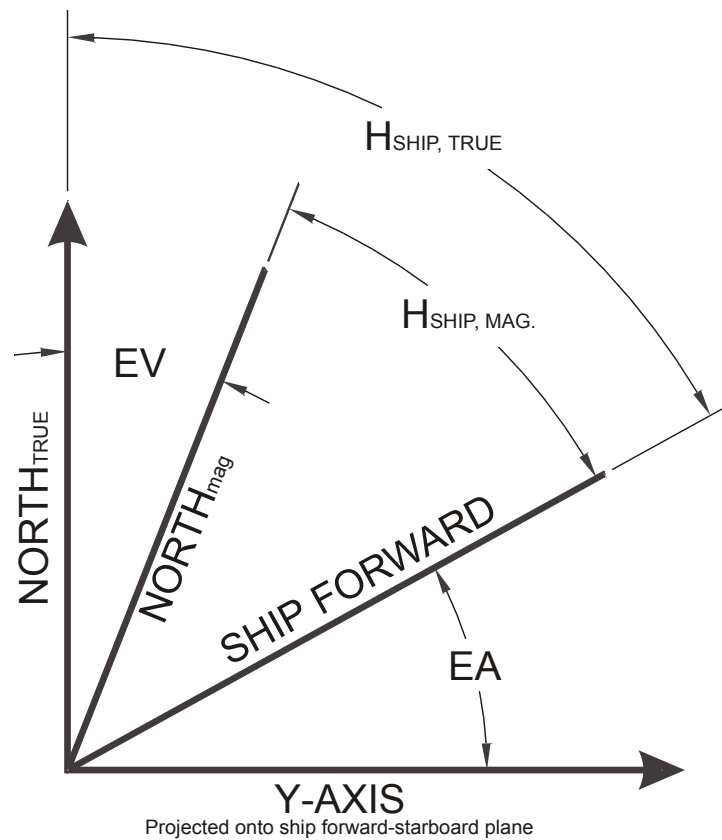 HSHIP, TRUE
HSHIP, MAG.
EV
NORTHTRUE
NORTHmag
SHIP FORWARD
EA
Y-AXIS
Projected onto ship forward-starboard plane